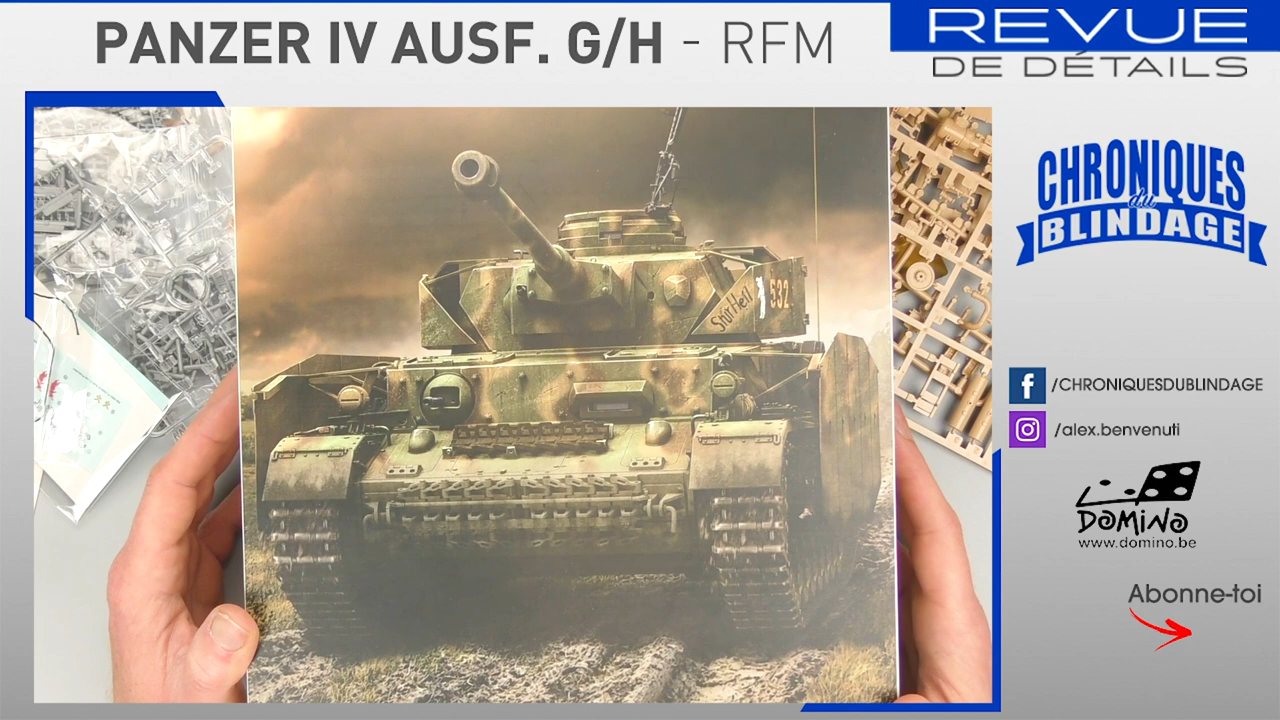 PANZER IV AUSF. G/H - RFM
REVUE
DE DÉTAILS
CHRONIQUES
du
BLINDAGE
532
/CHRONIQUESDUBLINDAGE
/alex.benvenuti
DOMINO
www.domino.be
Abonne-toi